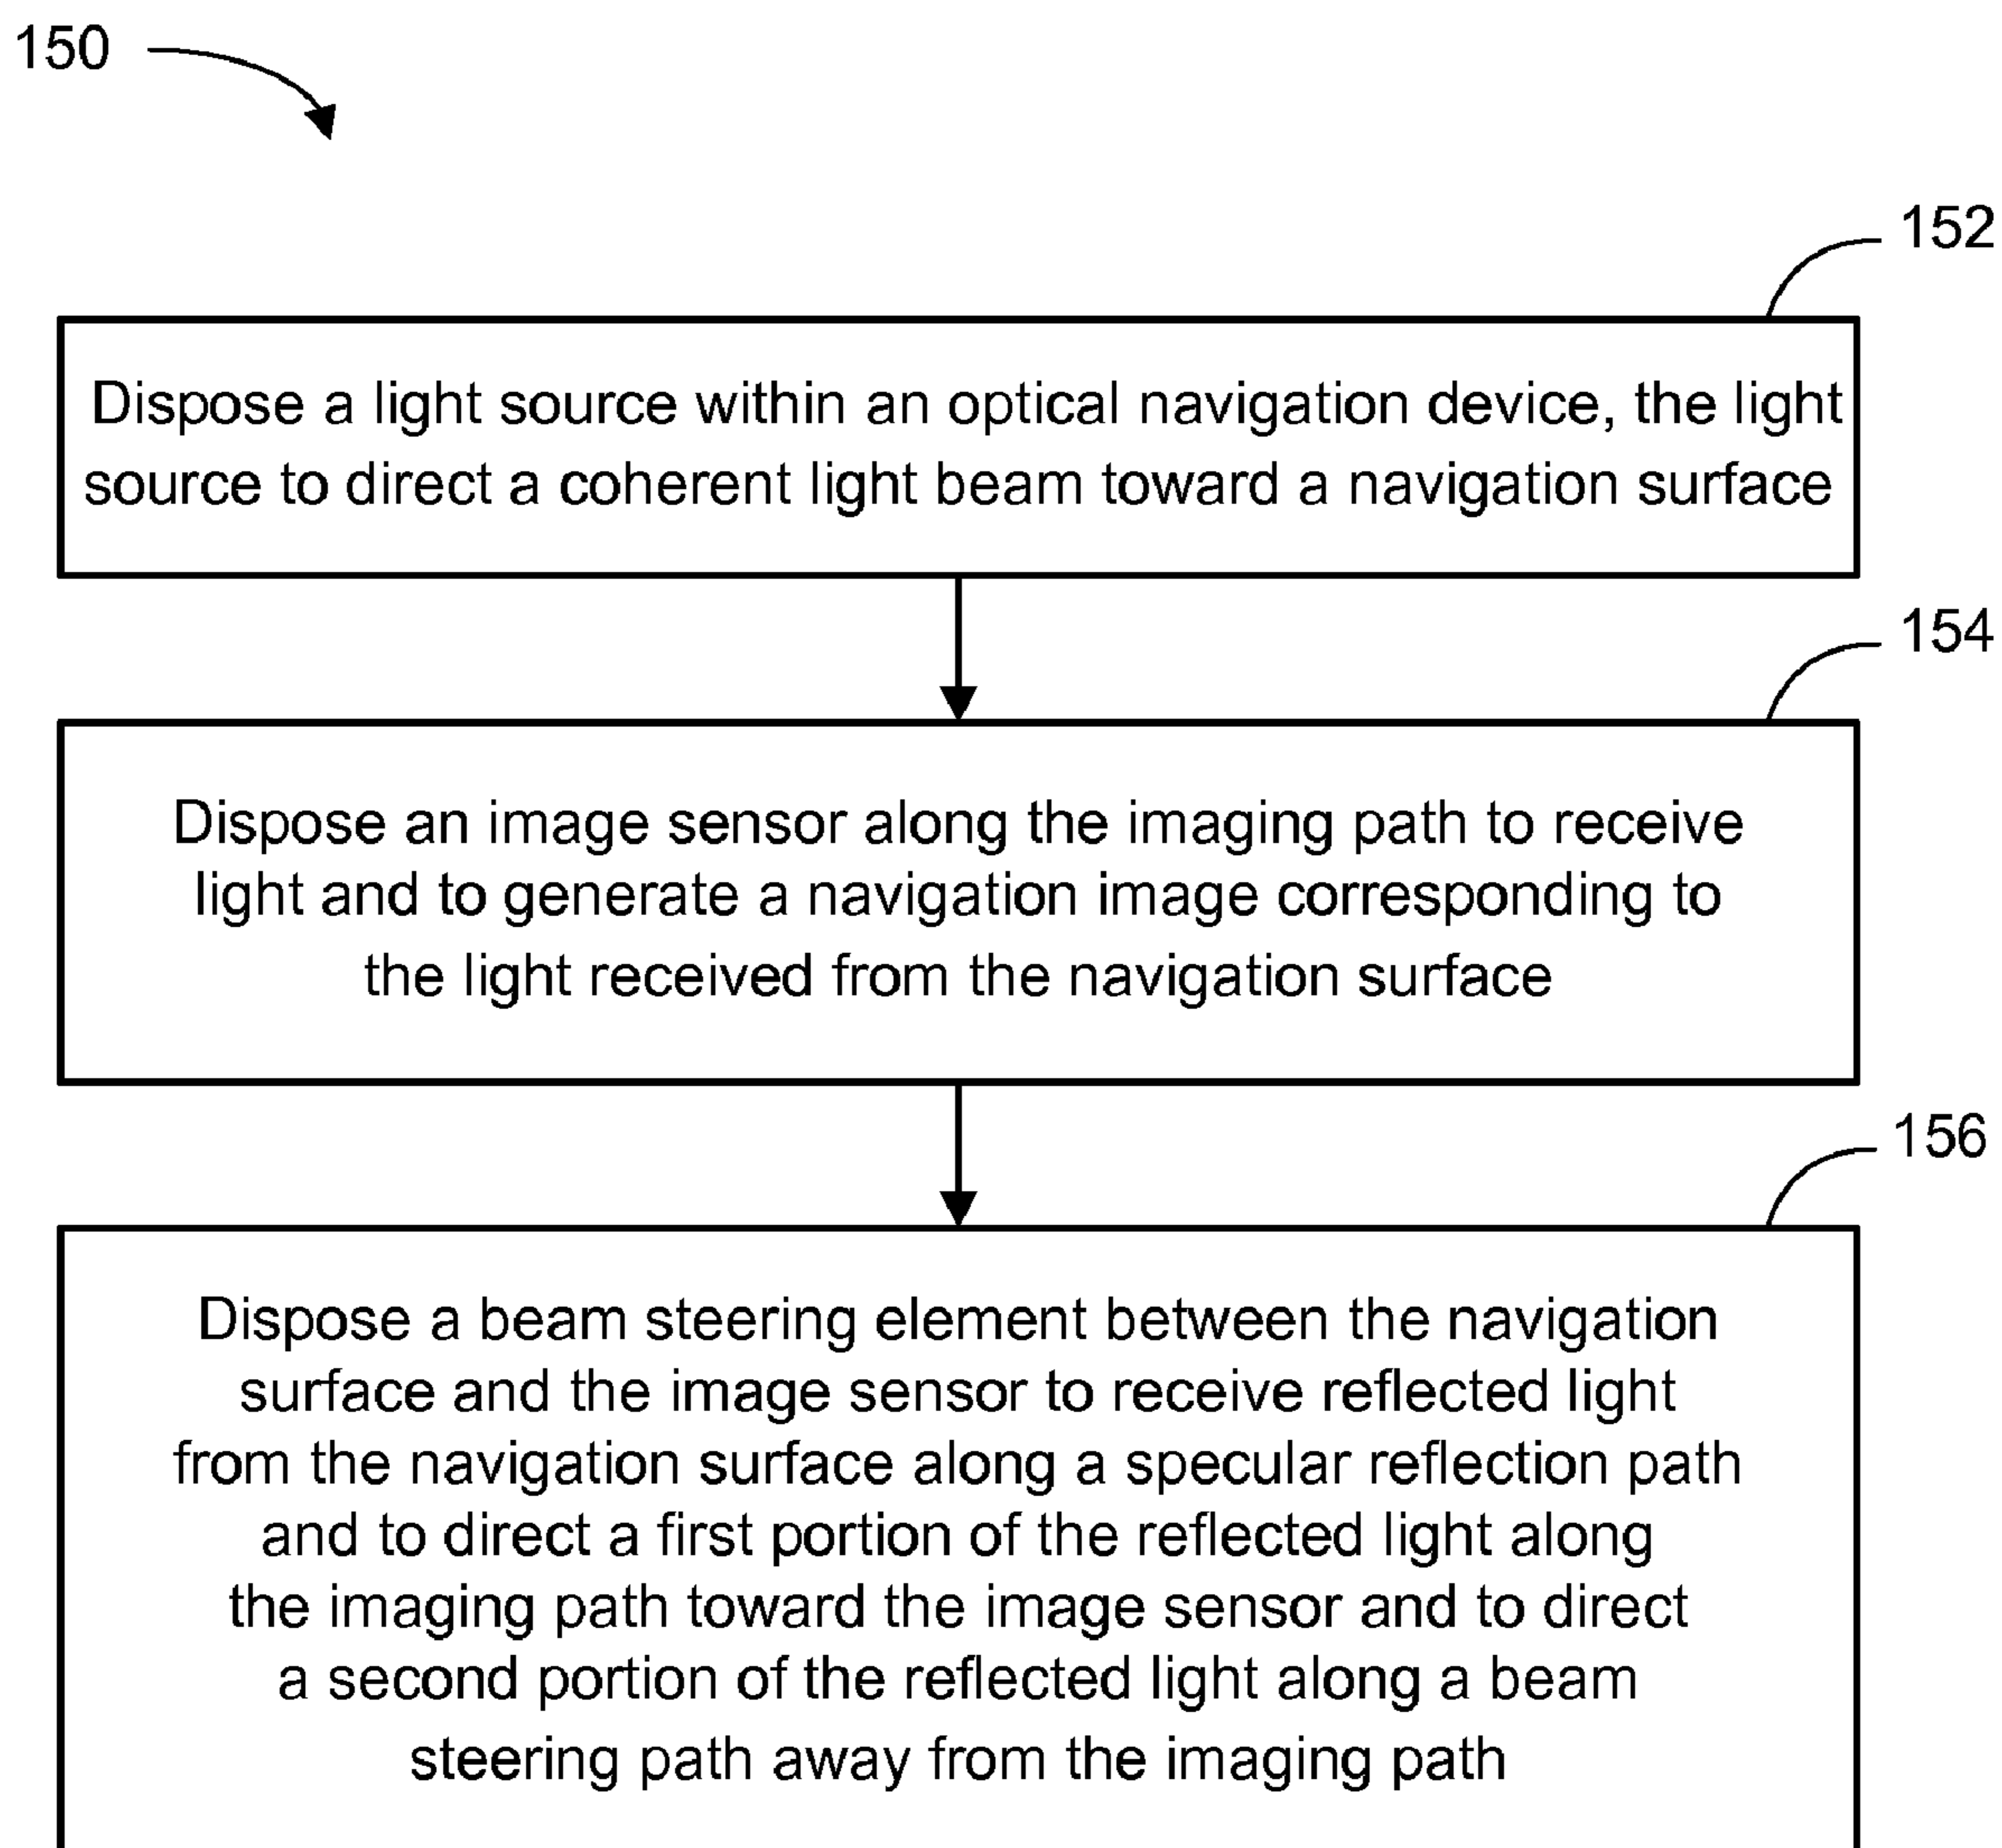 150
152
Dispose a light source within an optical navigation device, the light
source to direct a coherent light beam toward a navigation surface
154
Dispose an image sensor along the imaging path to receive
light and to generate a navigation image corresponding to
the light received from the navigation surface
156
Dispose a beam steering element between the navigation
surface and the image sensor to receive reflected light
from the navigation surface along a specular reflection path
and to direct a first portion of the reflected light along
the imaging path toward the image sensor and to direct
a second portion of the reflected light along a beam
steering path away from the imaging path